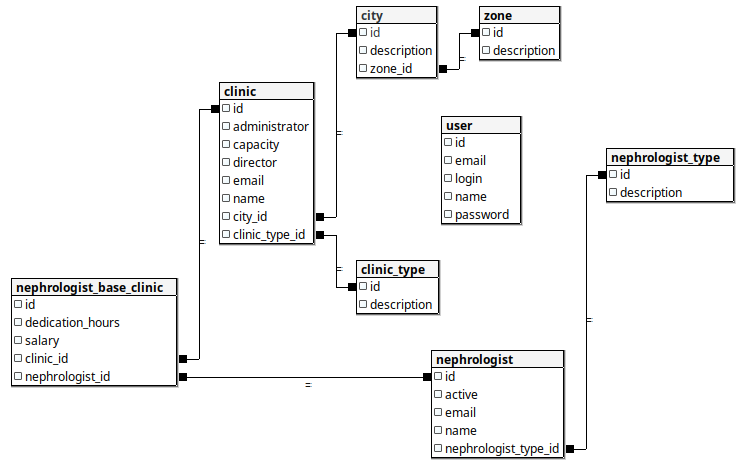 city
id
description
zone_id
zone
id
description
clinic
id
administrator
capacity
director
email
name
city_id
clinic_type_id
user
id
email
login
name
password
nephrologist_type
id
description
clinic_type
id
description
nephrologist_base_clinic
id
dedication_hours
salary
clinic_id
nephrologist_id
nephrologist
id
active
email
name
nephrologist_type_id
=
=
=
=
=
=